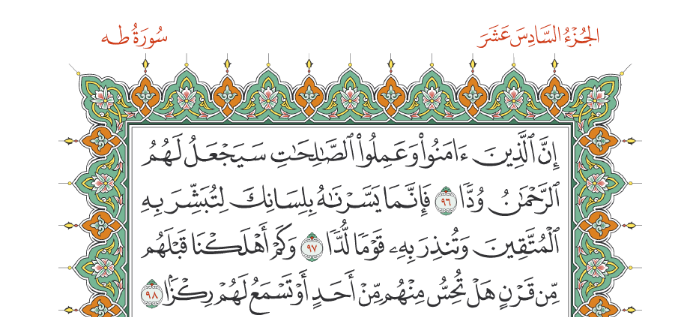 الجُزْءُ السَّادِسَ عَشَرَ
سُورَةُ طه
إِنَّ ٱلَّذِينَ ءَامَنُوا۟ وَعَمِلُوا۟ ٱلصَّـٰلِحَـٰتِ سَيَجْعَلُ لَهُمُ
ٱلرَّحْمَـٰنُ وُدًّا ٩٦ فَإِنَّمَا يَسَّرْنَـٰهُ بِلِسَانِكَ لِتُبَشِّرَ بِهِ
ٱلْمُتَّقِينَ وَتُنذِرَ بِهِۦ قَوْمًا لُّدًّا ٩٧ وَكَمْ أَهْلَكْنَا قَبْلَهُم
مِّن قَرْنٍ هَلْ تُحِسُّ مِنْهُم مِّنْ أَحَدٍ أَوْ تَسْمَعُ لَهُمْ رِكْزًۢا ٩٨